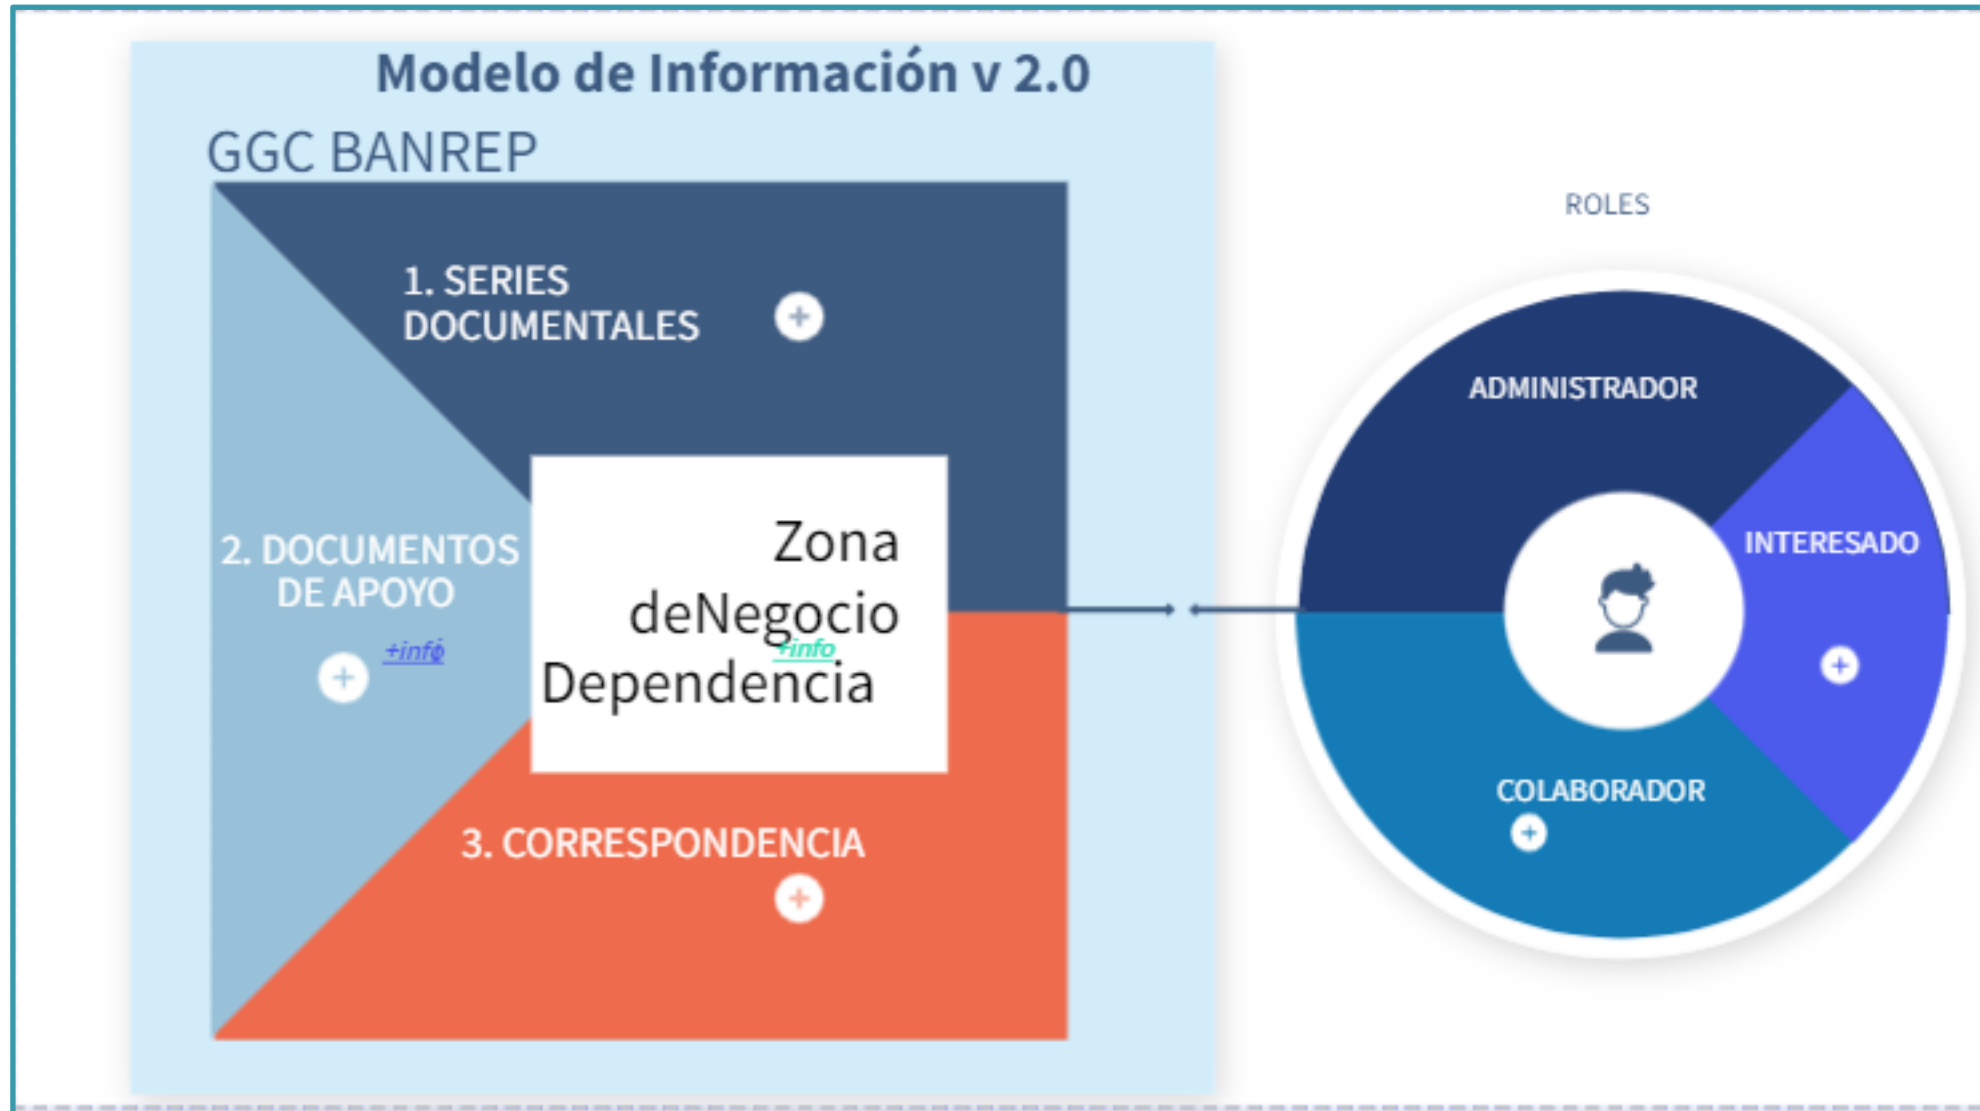 Modelo de Información v 2.0
GGC BANREP
1. SERIES
DOCUMENTALES
2. DOCUMENTOS
DE APOYO
+info
Zona
deNegocio
+info
Dependencia
3. CORRESPONDENCIA
ROLES
ADMINISTRADOR
INTERESADO
COLABORADOR